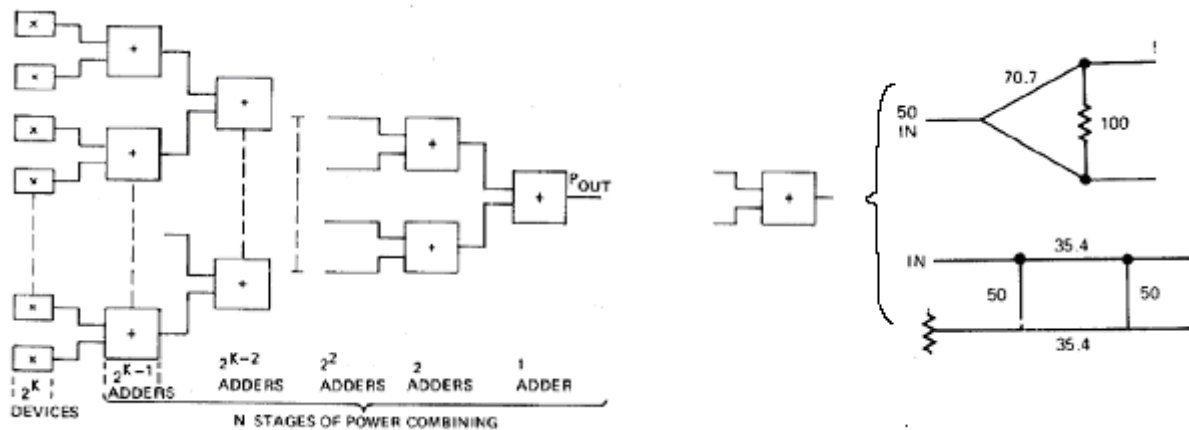 x
x
x
x
x
+
+
+
+
+
+
+
+
P OUT
2^K
DEVICES
2^K-1
ADDERS
2^K-2
ADDERS
2^2
ADDERS
2
ADDERS
1
ADDER
N STAGES OF POWER COMBINING
+
50
IN
70.7
100
IN
35.4
50
50
35.4